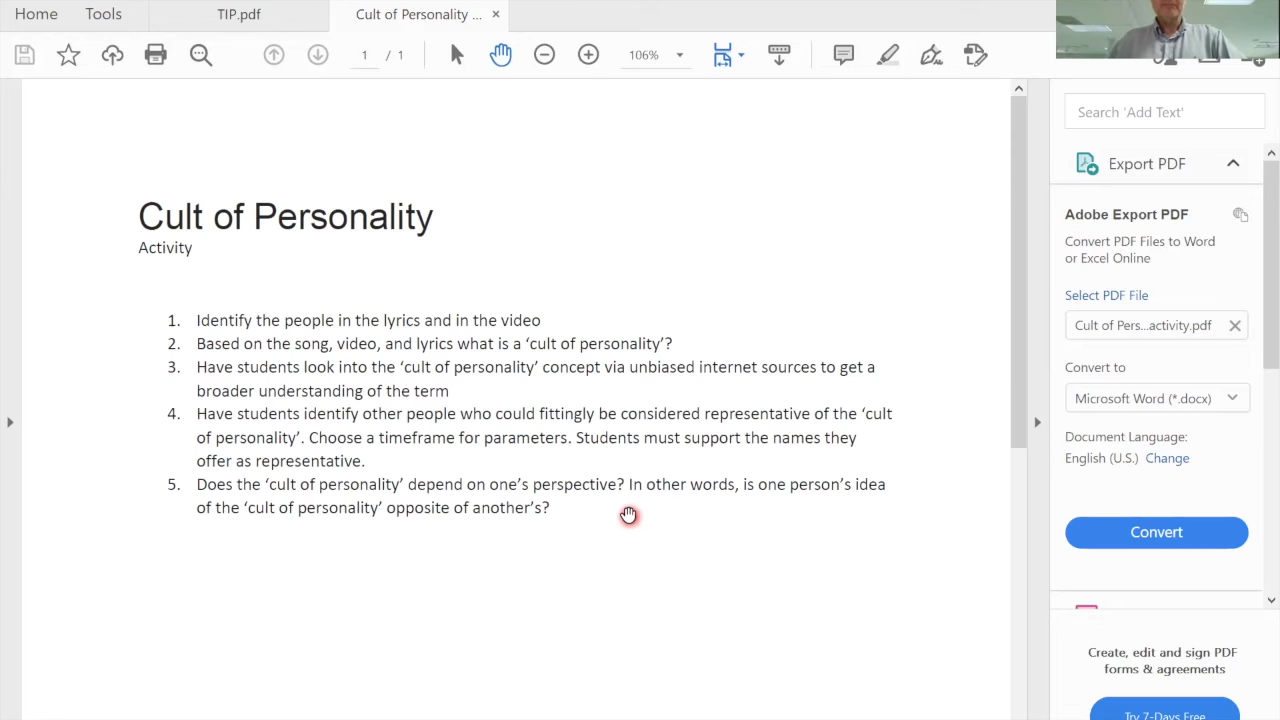 Home Tools TIP.pdf Cult of Personality ... ×
1 / 1 106%
Search 'Add Text'
Export PDF
Adobe Export PDF
Convert PDF Files to Word
or Excel Online
Select PDF File
Cult of Pers...activity.pdf
Convert to
Microsoft Word (*.docx)
Document Language:
English (U.S.) Change
Convert
Create, edit and sign PDF
forms & agreements
Try 7-Days Free
Cult of Personality
Activity
1. Identify the people in the lyrics and in the video
2. Based on the song, video, and lyrics what is a ‘cult of personality’?
3. Have students look into the ‘cult of personality’ concept via unbiased internet sources to get a
broader understanding of the term
4. Have students identify other people who could fittingly be considered representative of the ‘cult
of personality’. Choose a timeframe for parameters. Students must support the names they
offer as representative.
5. Does the ‘cult of personality’ depend on one’s perspective? In other words, is one person’s idea
of the ‘cult of personality’ opposite of another’s?